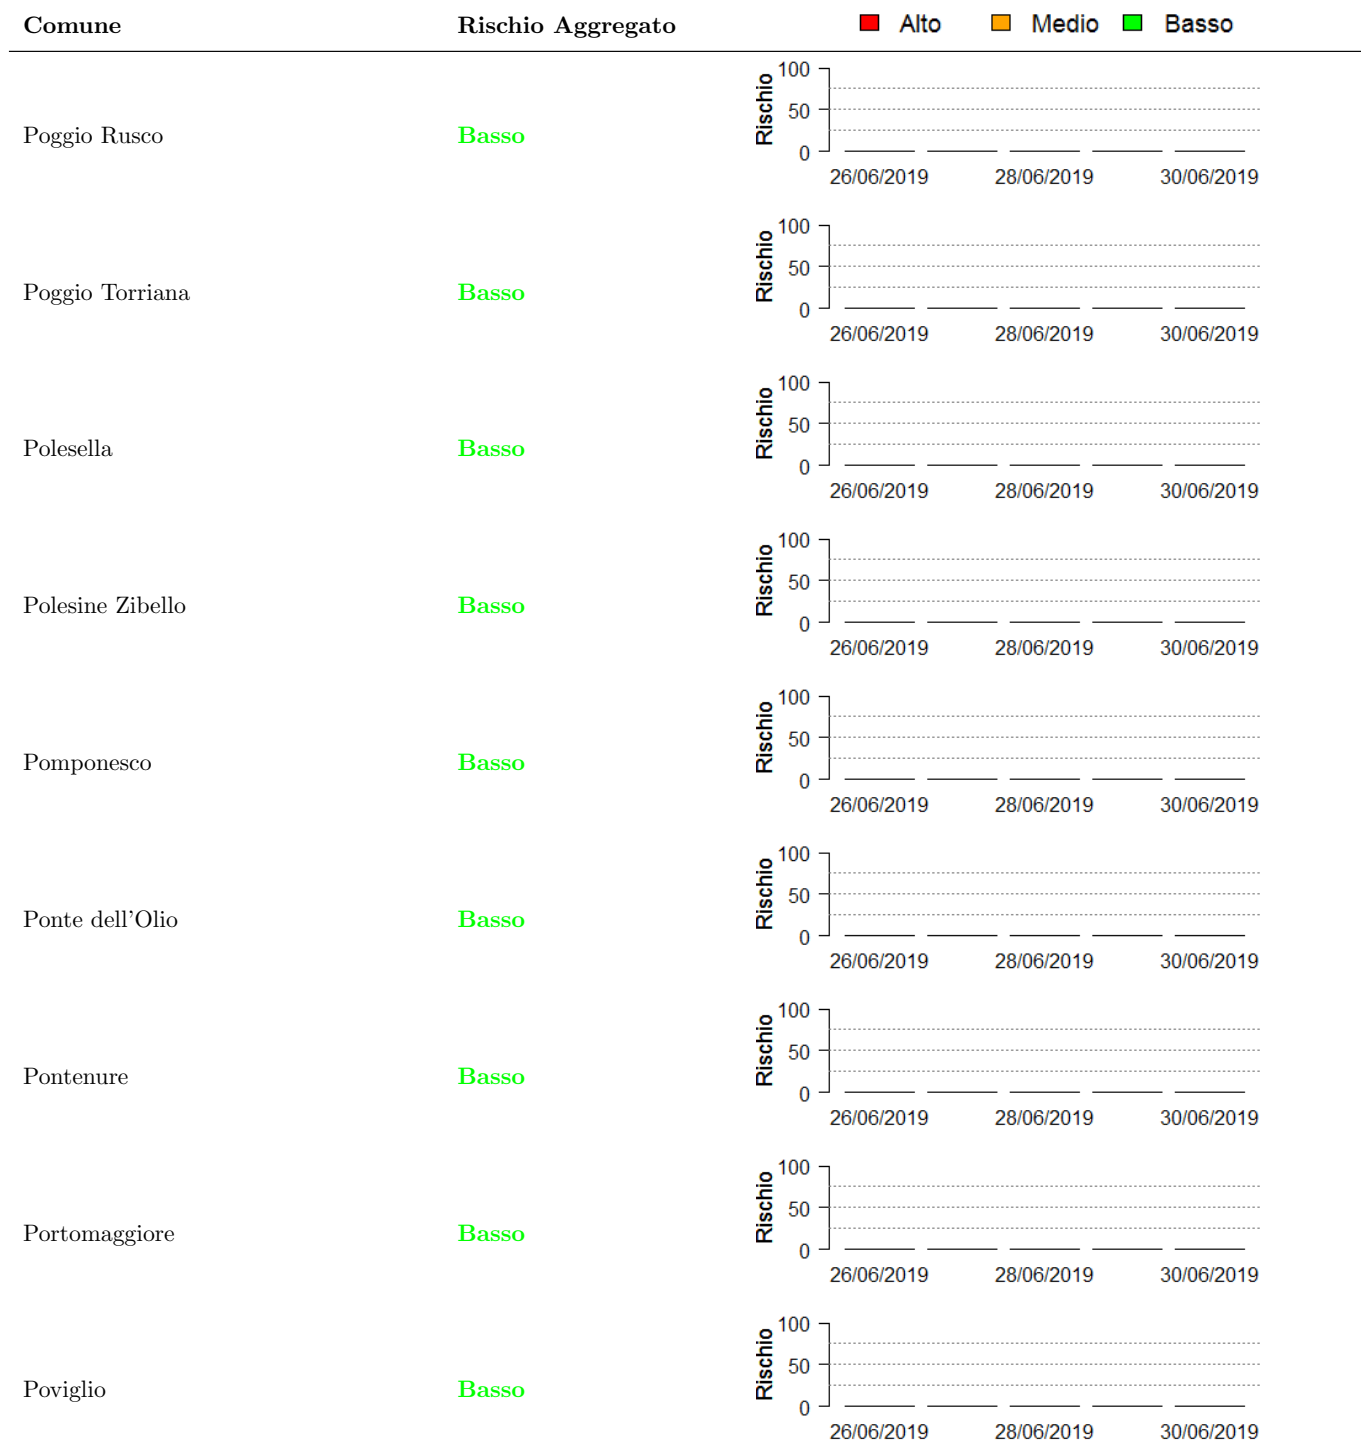 Comune Rischio Aggregato Alto Medio Basso
Poggio Rusco Basso
Rischio
100
50
0
26/06/2019 28/06/2019 30/06/2019
Poggio Torriana Basso
Rischio
100
50
0
26/06/2019 28/06/2019 30/06/2019
Polesella Basso
Rischio
100
50
0
26/06/2019 28/06/2019 30/06/2019
Polesine Zibello Basso
Rischio
100
50
0
26/06/2019 28/06/2019 30/06/2019
Pomponesco Basso
Rischio
100
50
0
26/06/2019 28/06/2019 30/06/2019
Ponte dell'Olio Basso
Rischio
100
50
0
26/06/2019 28/06/2019 30/06/2019
Pontenure Basso
Rischio
100
50
0
26/06/2019 28/06/2019 30/06/2019
Portomaggiore Basso
Rischio
100
50
0
26/06/2019 28/06/2019 30/06/2019
Poviglio Basso
Rischio
100
50
0
26/06/2019 28/06/2019 30/06/2019